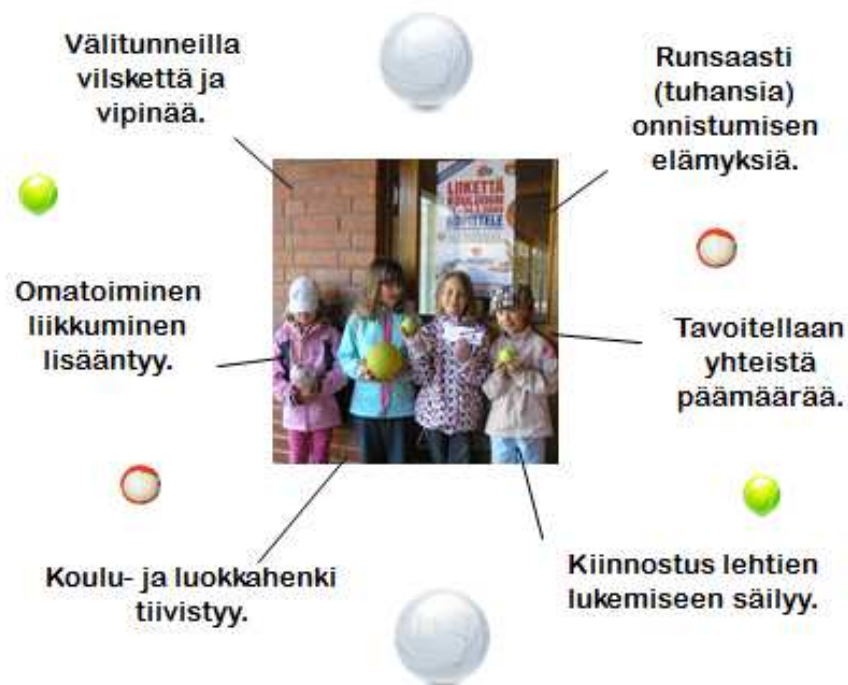 Välitunneilla
vilskettä ja
vipinää.
Runsaasti
(tuhansia)
onnistumisen
elämyksiä.
LIIKETTÄ
KOULUIHIN
Omatoiminen
liikkuminen
lisääntyy.
Tavoitellaan
yhteistä
päämäärää.
Koulu- ja luokkahenki
tiivistyy.
Kiinnostus lehtien
lukemiseen säilyy.